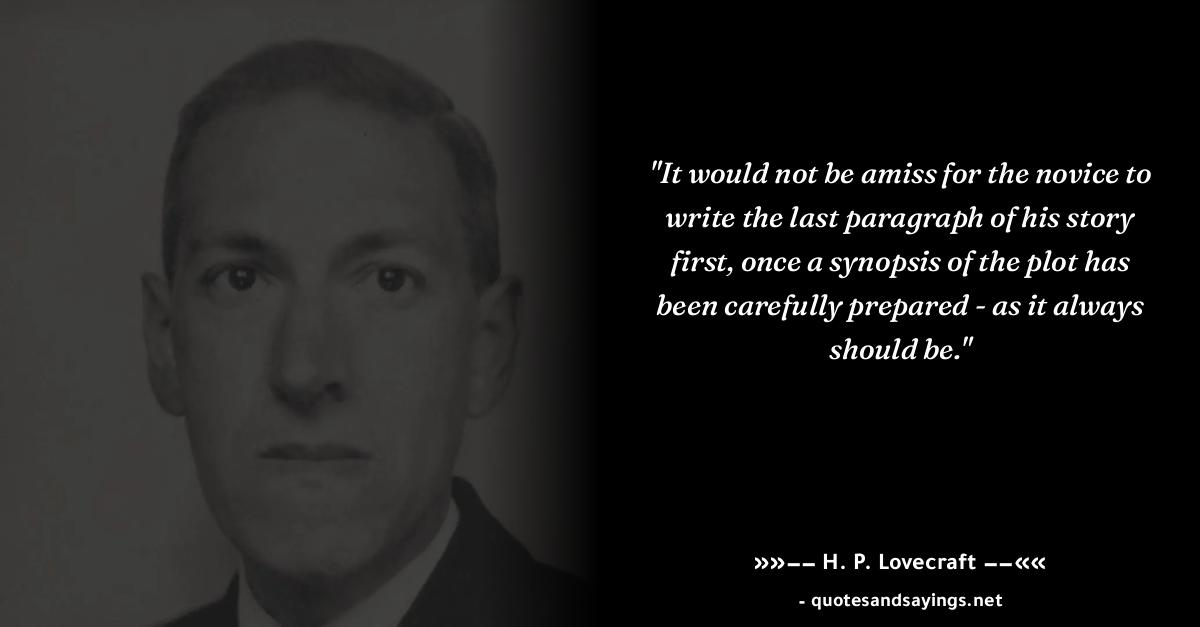 "It would not be amiss for the novice to
write the last paragraph of his story
first, once a synopsis of the plot has
been carefully prepared - as it always
should be."
»»-- H. P. Lovecraft --««
- quotesandsayings.net